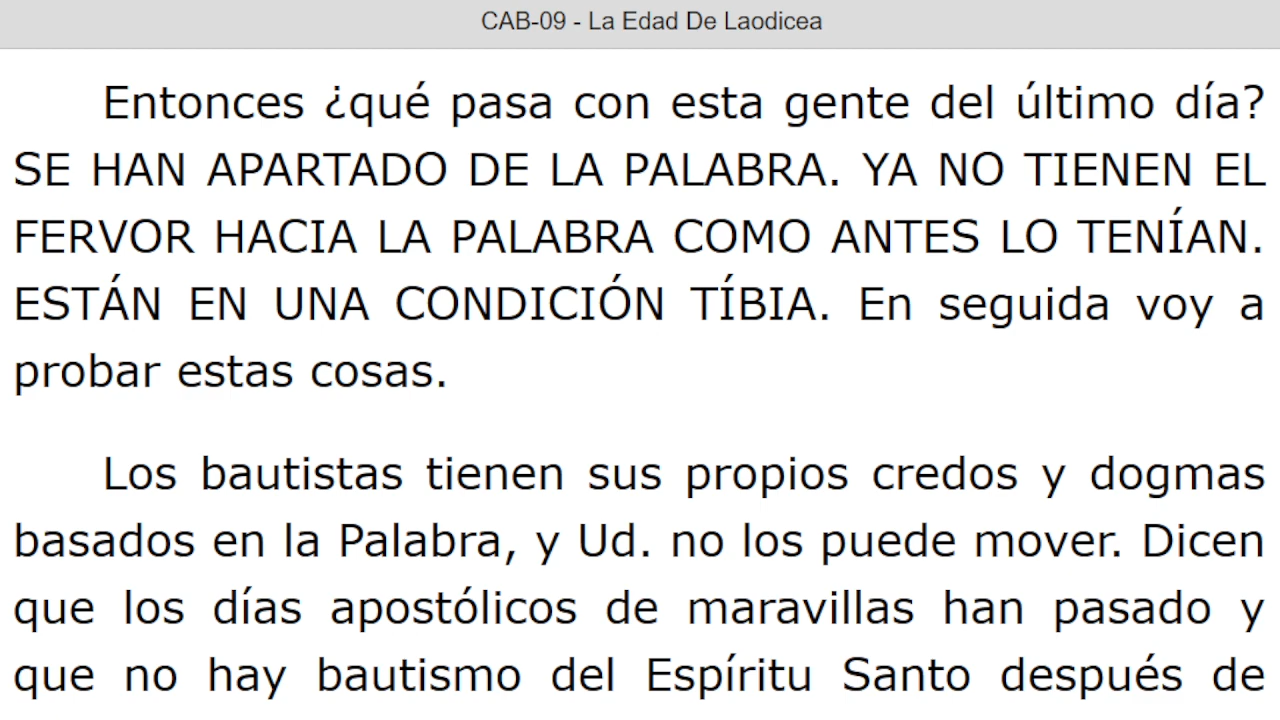 CAB-09 - La Edad De Laodicea
Entonces ¿qué pasa con esta gente del último día?
SE HAN APARTADO DE LA PALABRA. YA NO TIENEN EL
FERVOR HACIA LA PALABRA COMO ANTES LO TENÍAN.
ESTÁN EN UNA CONDICIÓN TÍBIA. En seguida voy a
probar estas cosas.
Los bautistas tienen sus propios credos y dogmas
basados en la Palabra, y Ud. no los puede mover. Dicen
que los días apostólicos de maravillas han pasado y
que no hay bautismo del Espíritu Santo después de